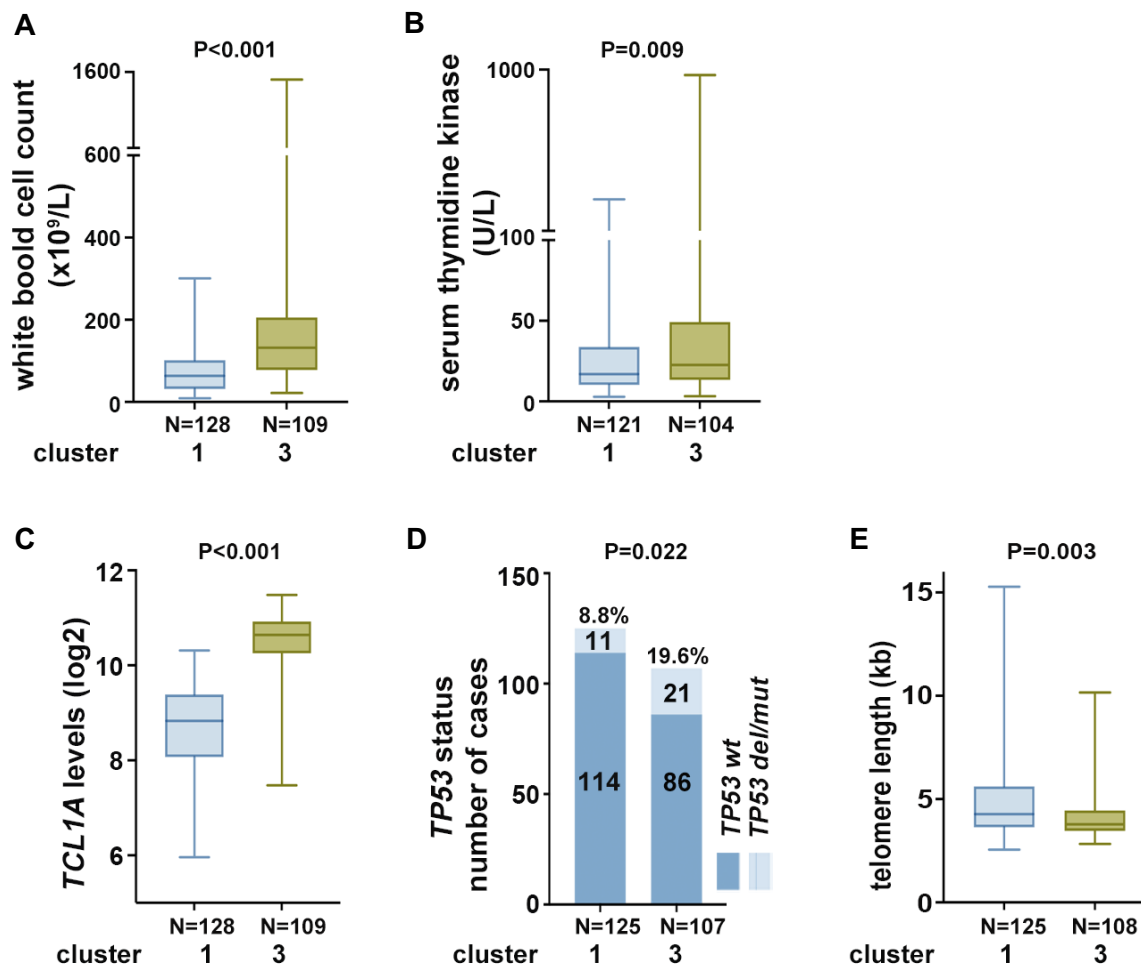 A
P<0.001
white boold cell count
(x10⁹/L)
1600
600
400
200
0
N=128 N=109
cluster 1 3
B
P=0.009
serum thymidine kinase
(U/L)
1000
100
50
0
N=121 N=104
cluster 1 3
C
P<0.001
TCL1A levels (log2)
12
10
8
6
N=128 N=109
cluster 1 3
D
P=0.022
TP53 status
number of cases
150
100
50
0
8.8%
11
114
19.6%
21
86
TP53 wt
TP53 del/mut
N=125 N=107
cluster 1 3
E
P=0.003
telomere length (kb)
15
10
5
0
N=125 N=108
cluster 1 3